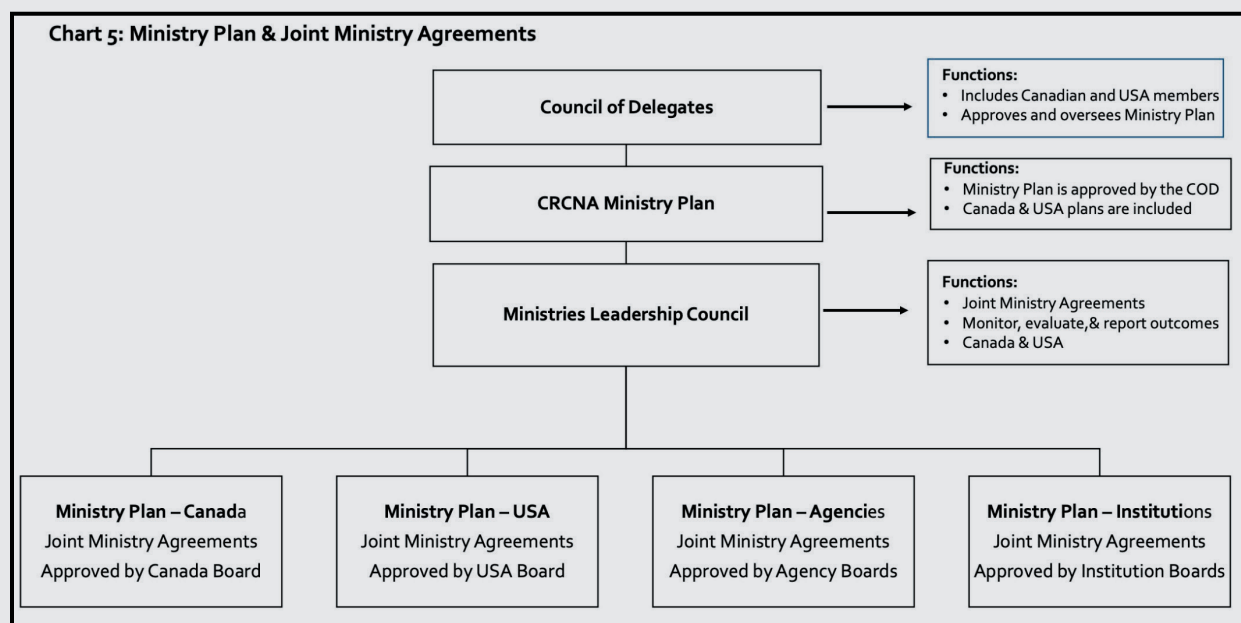 Chart 5: Ministry Plan & Joint Ministry Agreements
Council of Delegates
Functions:
• Includes Canadian and USA members
• Approves and oversees Ministry Plan
CRCNA Ministry Plan
Functions:
• Ministry Plan is approved by the COD
• Canada & USA plans are included
Ministries Leadership Council
Functions:
• Joint Ministry Agreements
• Monitor, evaluate,& report outcomes
• Canada & USA
Ministry Plan – Canada
Joint Ministry Agreements
Approved by Canada Board
Ministry Plan – USA
Joint Ministry Agreements
Approved by USA Board
Ministry Plan – Agencies
Joint Ministry Agreements
Approved by Agency Boards
Ministry Plan – Institutions
Joint Ministry Agreements
Approved by Institution Boards